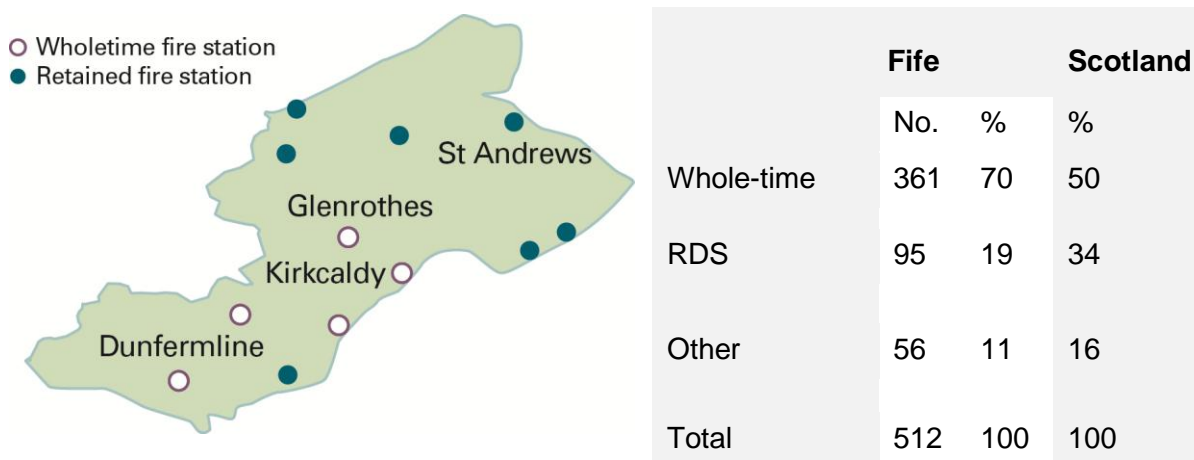 Wholetime fire station
Retained fire station
St Andrews
Glenrothes
Kirkcaldy
Dunfermline
Fife Scotland
No. % %
Whole-time 361 70 50
RDS 95 19 34
Other 56 11 16
Total 512 100 100